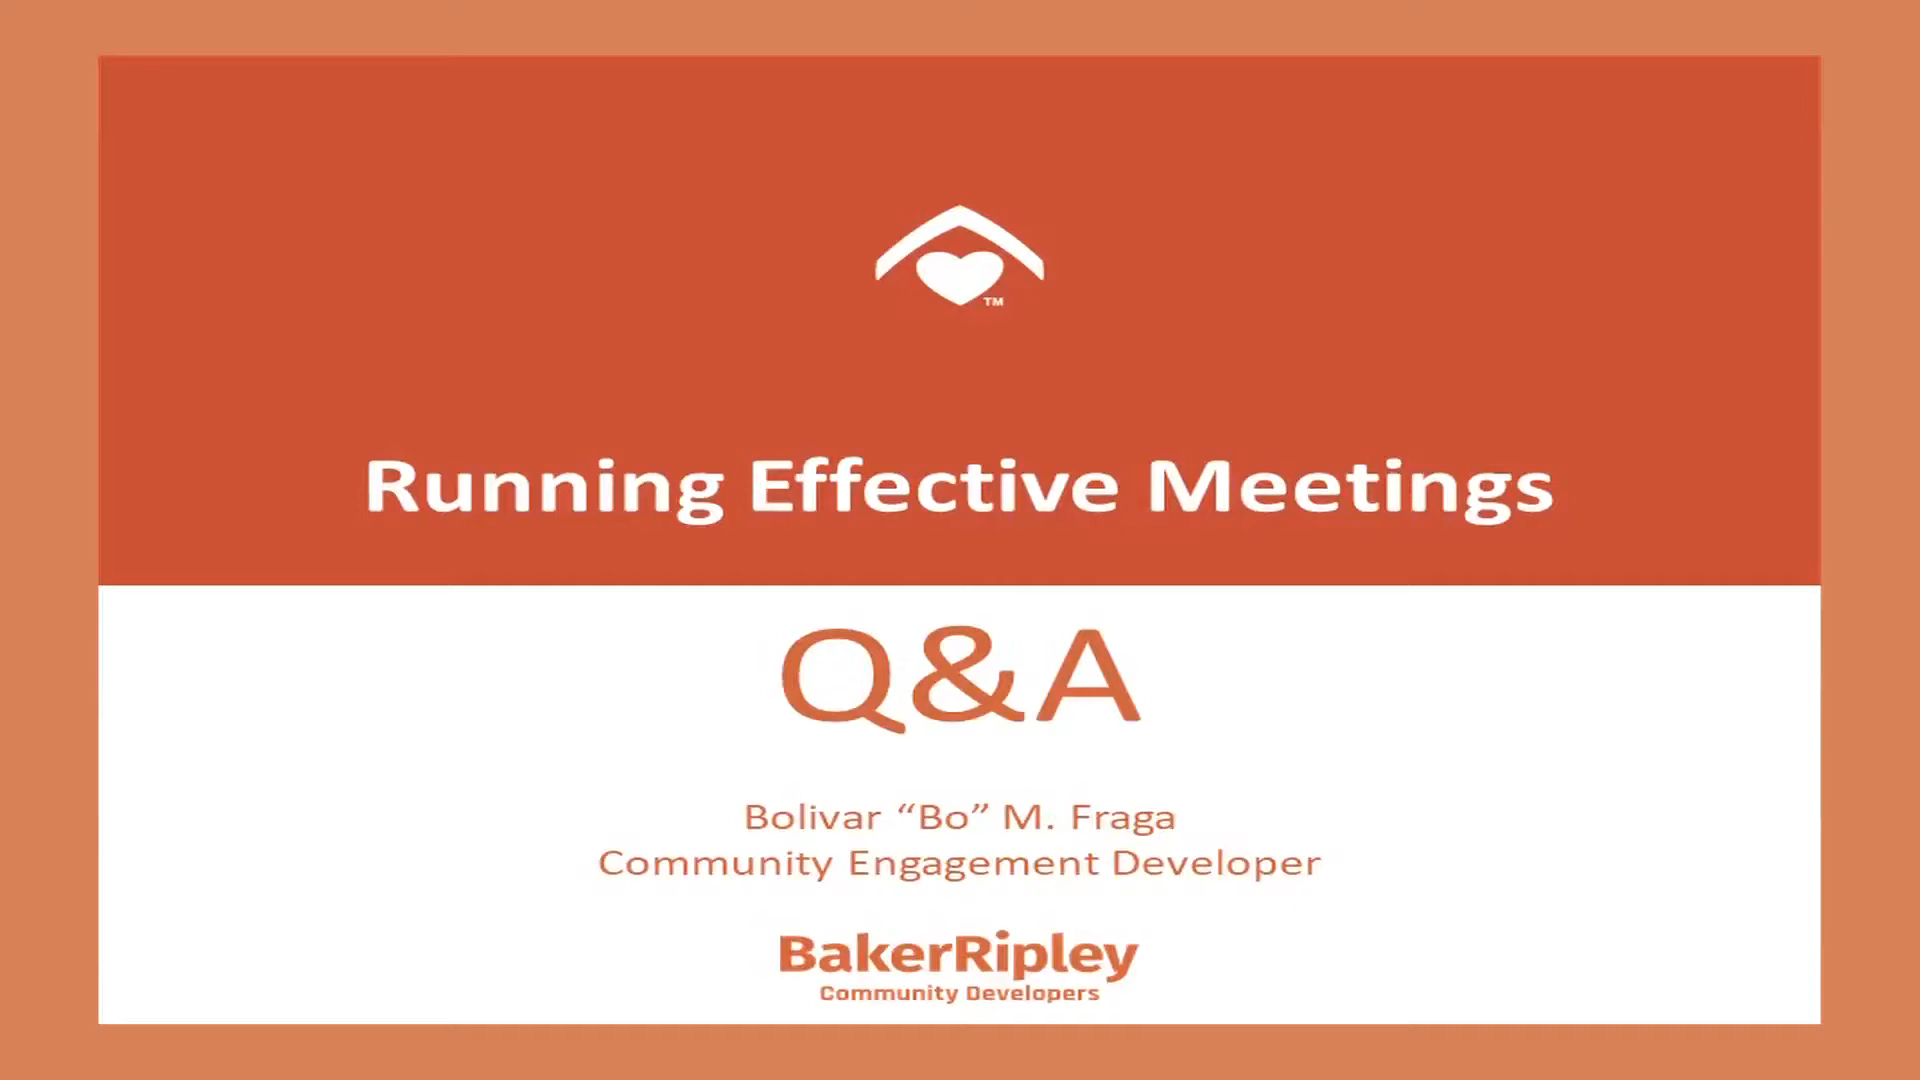 TM
Running Effective Meetings
Q&A
Bolivar “Bo” M. Fraga
Community Engagement Developer
BakerRipley
Community Developers